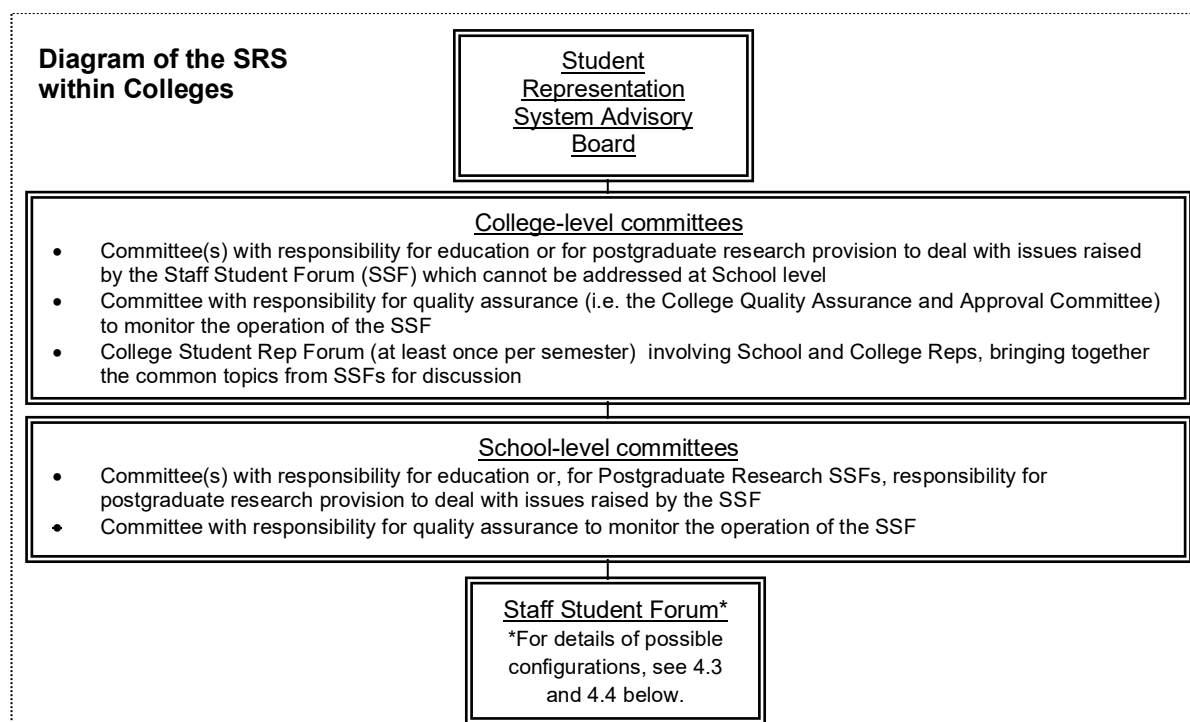 Diagram of the SRS
within Colleges
Student
Representation
System Advisory
Board
College-level committees
• Committee(s) with responsibility for education or for postgraduate research provision to deal with issues raised
by the Staff Student Forum (SSF) which cannot be addressed at School level
• Committee with responsibility for quality assurance (i.e. the College Quality Assurance and Approval Committee)
to monitor the operation of the SSF
• College Student Rep Forum (at least once per semester) involving School and College Reps, bringing together
the common topics from SSFs for discussion
School-level committees
• Committee(s) with responsibility for education or, for Postgraduate Research SSFs, responsibility for
postgraduate research provision to deal with issues raised by the SSF
• Committee with responsibility for quality assurance to monitor the operation of the SSF
Staff Student Forum*
*For details of possible
configurations, see 4.3
and 4.4 below.